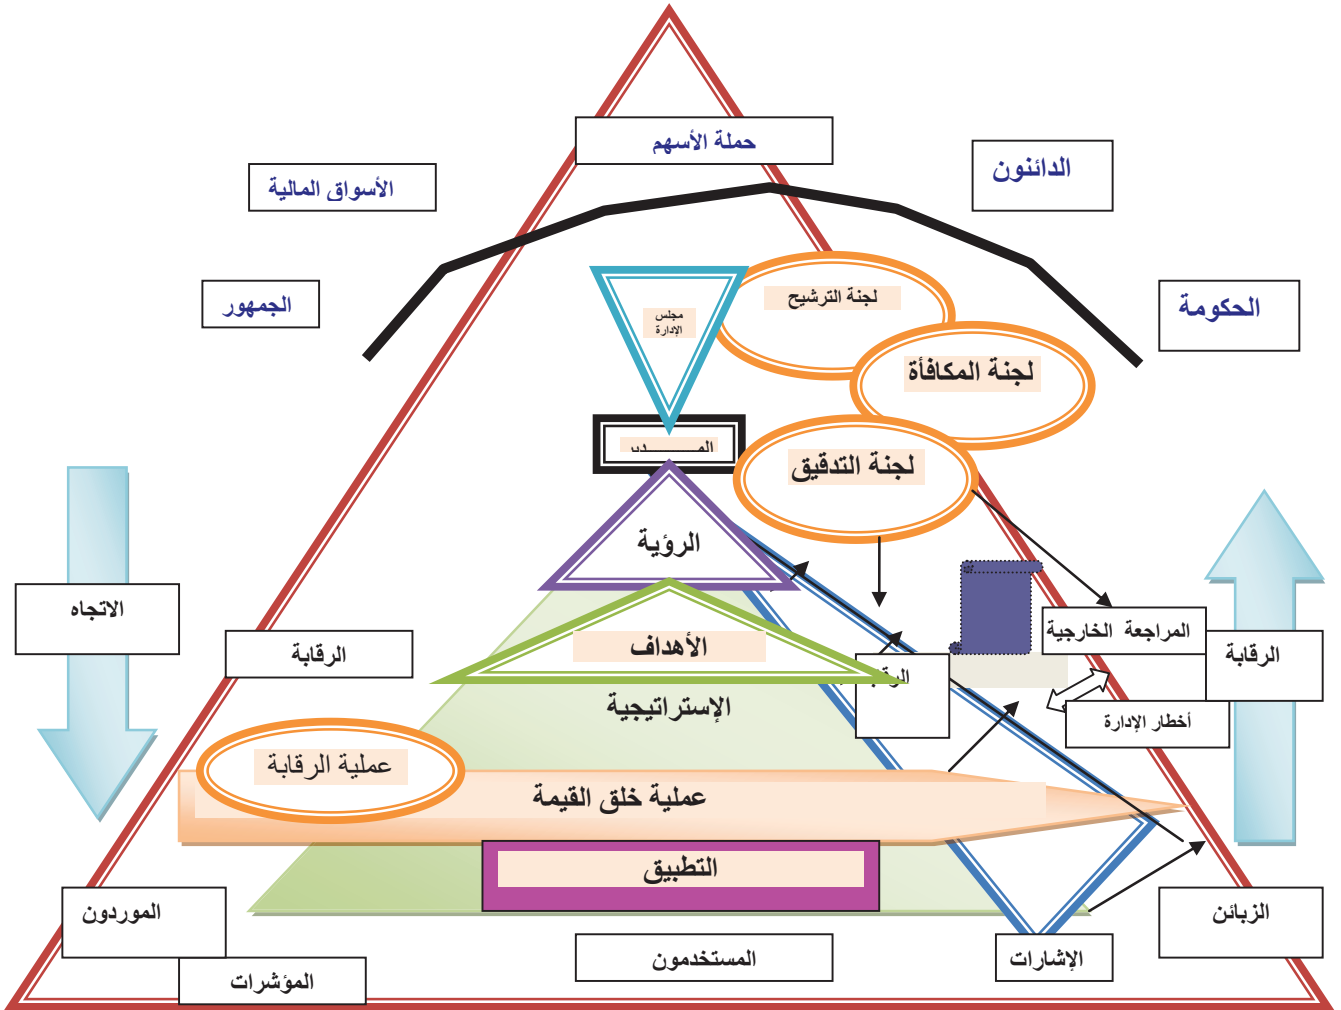 حملة الأسهم
الدائنون
الأسواق المالية
الجمهور
الحكومة
لجنة الترشيح
مجلس
الإدارة
لجنة المكافأة
لجنة التدقيق
الرؤية
الاتجاه
المراجعة الخارجية
الرقابة
الأهداف
الرقابة
الإستراتيجية
أخطار الإدارة
عملية الرقابة
عملية خلق القيمة
التطبيق
الموردون
الزبائن
المستخدمون
الإشارات
المؤشرات